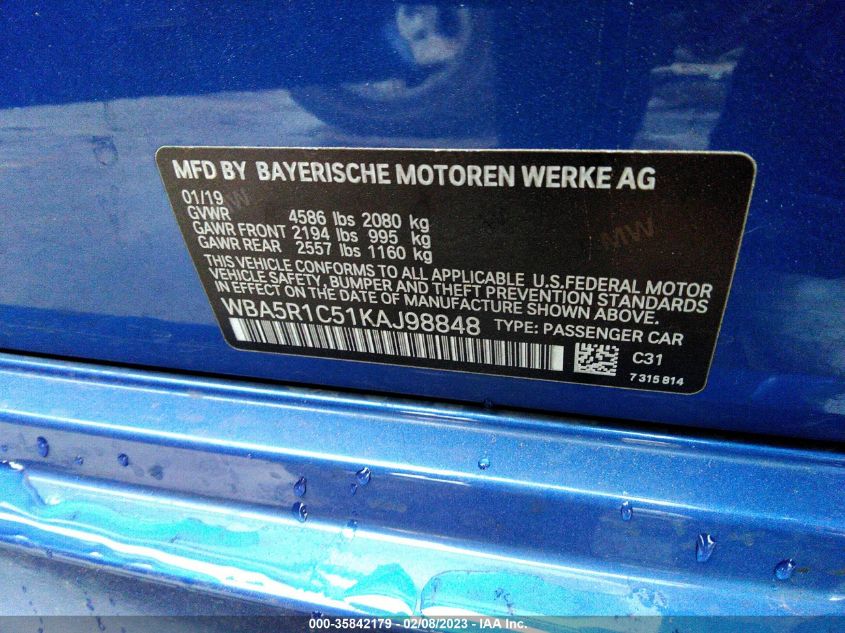 MFD BY BAYERISCHE MOTOREN WERKE AG
01/19
GVWR 4586 lbs 2080 kg
GAWR FRONT 2194 lbs 995 kg
GAWR REAR 2557 lbs 1160 kg
THIS VEHICLE CONFORMS TO ALL APPLICABLE U.S.FEDERAL MOTOR
VEHICLE SAFETY, BUMPER AND THEFT PREVENTION STANDARDS
IN EFFECT ON THE DATE OF MANUFACTURE SHOWN ABOVE.
WBA5R1C51KAJ98848 TYPE: PASSENGER CAR
C31
7 315 814
000-35842179 - 02/08/2023 - IAA Inc.